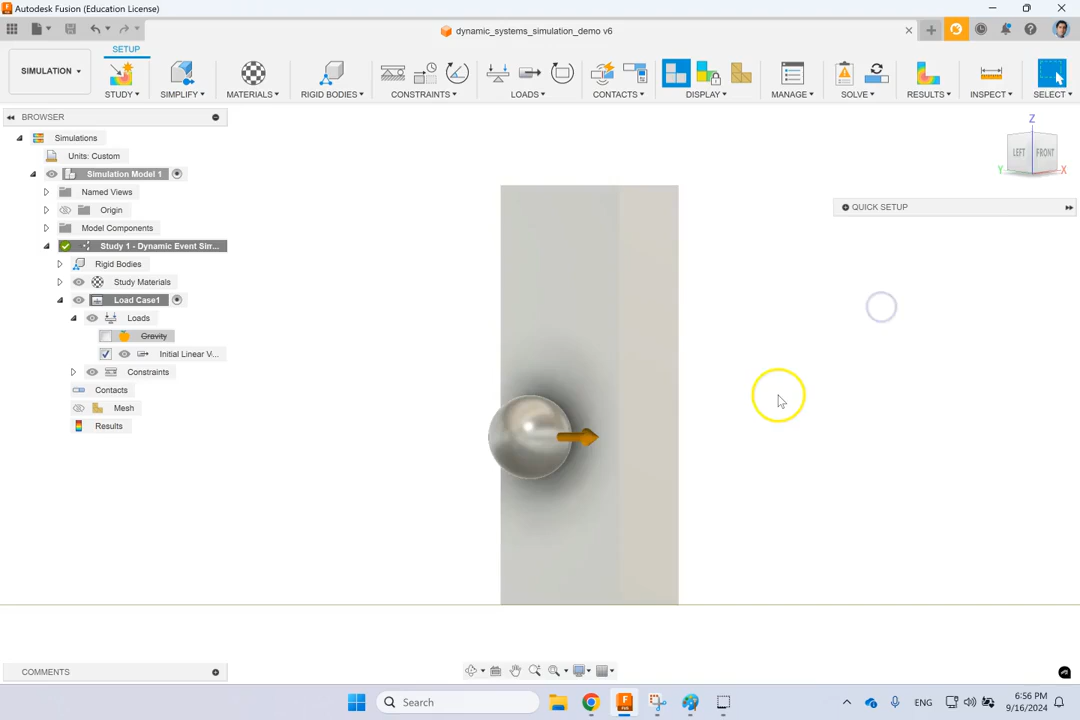 Autodesk Fusion (Education License)
dynamic_systems_simulation_demo v6
SETUP
SIMULATION
STUDY
SIMPLIFY
MATERIALS
RIGID BODIES
CONSTRAINTS
LOADS
CONTACTS
DISPLAY
MANAGE
SOLVE
RESULTS
INSPECT
SELECT
BROWSER
Simulations
Units: Custom
Simulation Model 1
Named Views
Origin
Model Components
Study 1 - Dynamic Event Sim...
Rigid Bodies
Study Materials
Load Case1
Loads
Gravity
Initial Linear V...
Constraints
Contacts
Mesh
Results
Z
LEFT
FRONT
Y
X
QUICK SETUP
COMMENTS
Search
ENG
6:56 PM
9/16/2024